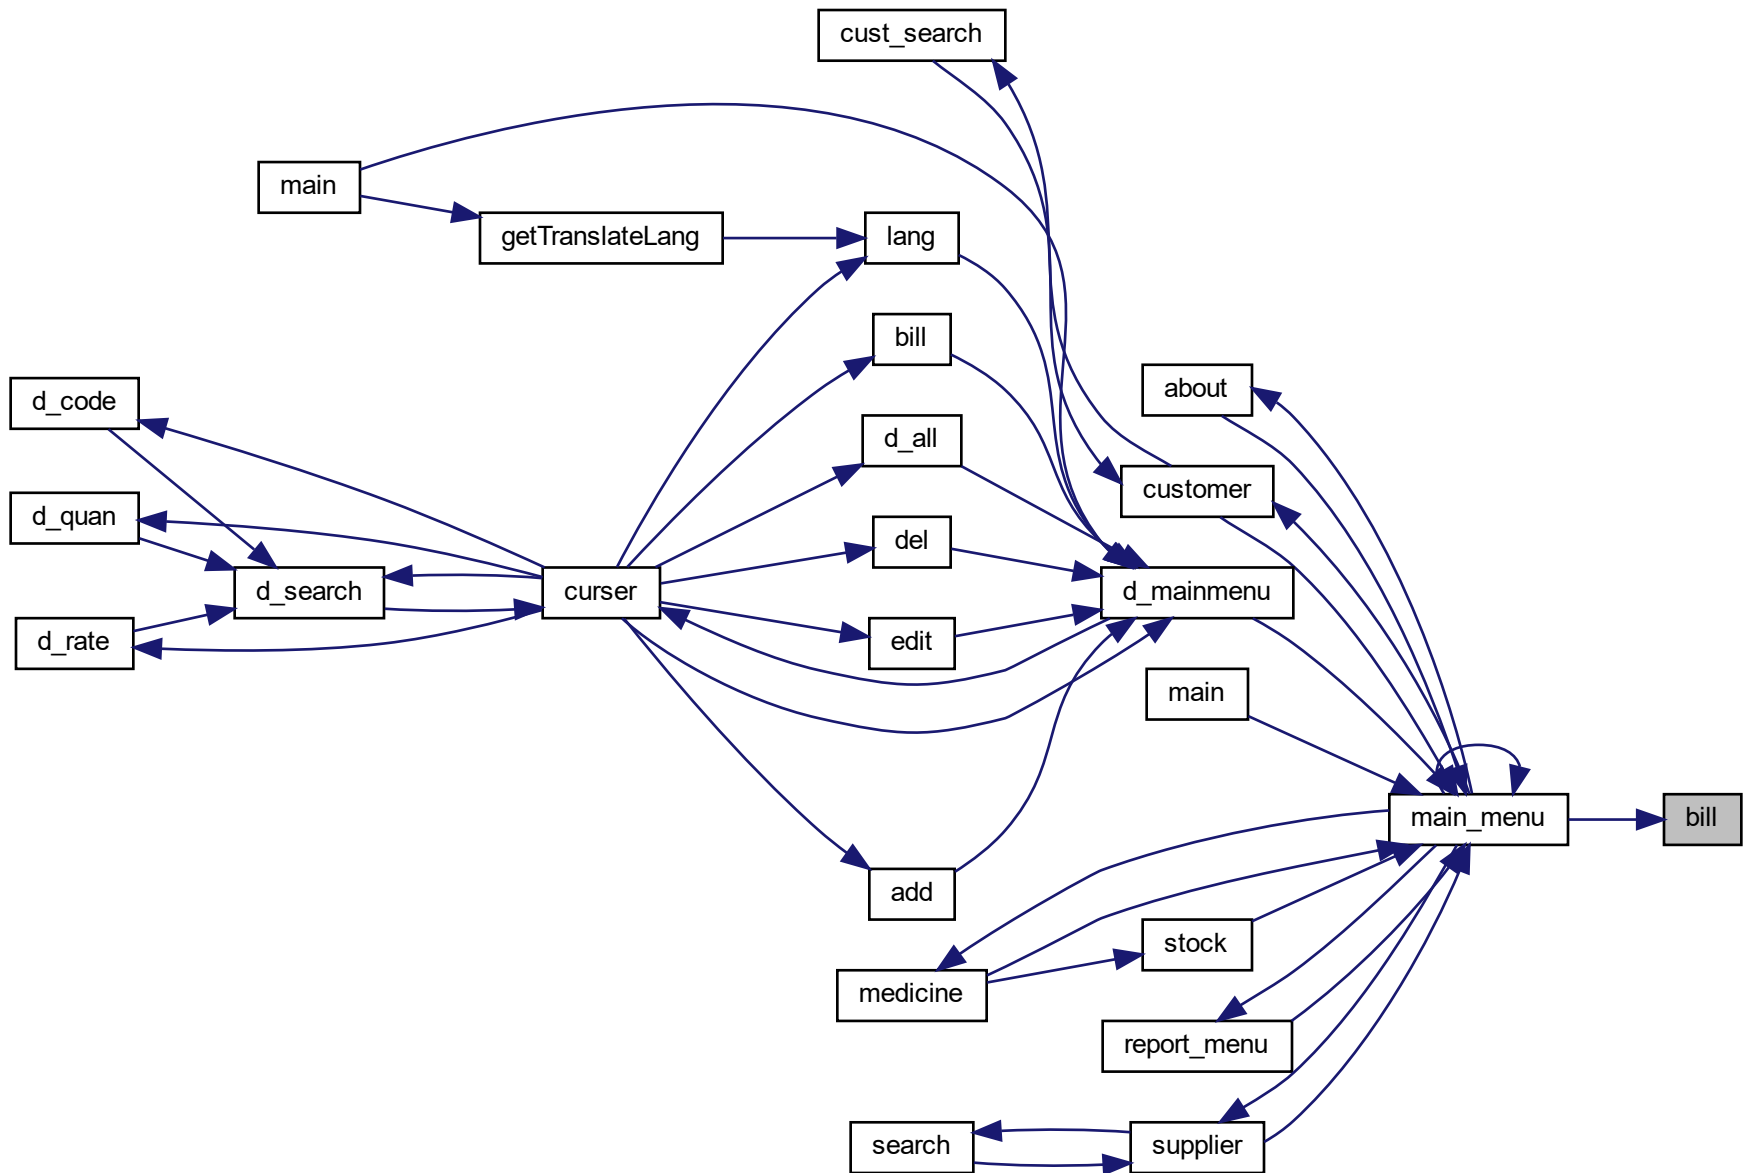 cust_search
main
getTranslateLang
lang
bill
about
d_code
d_all
customer
d_quan
del
d_search
curser
d_mainmenu
d_rate
edit
main
main_menu
bill
add
stock
medicine
report_menu
search
supplier